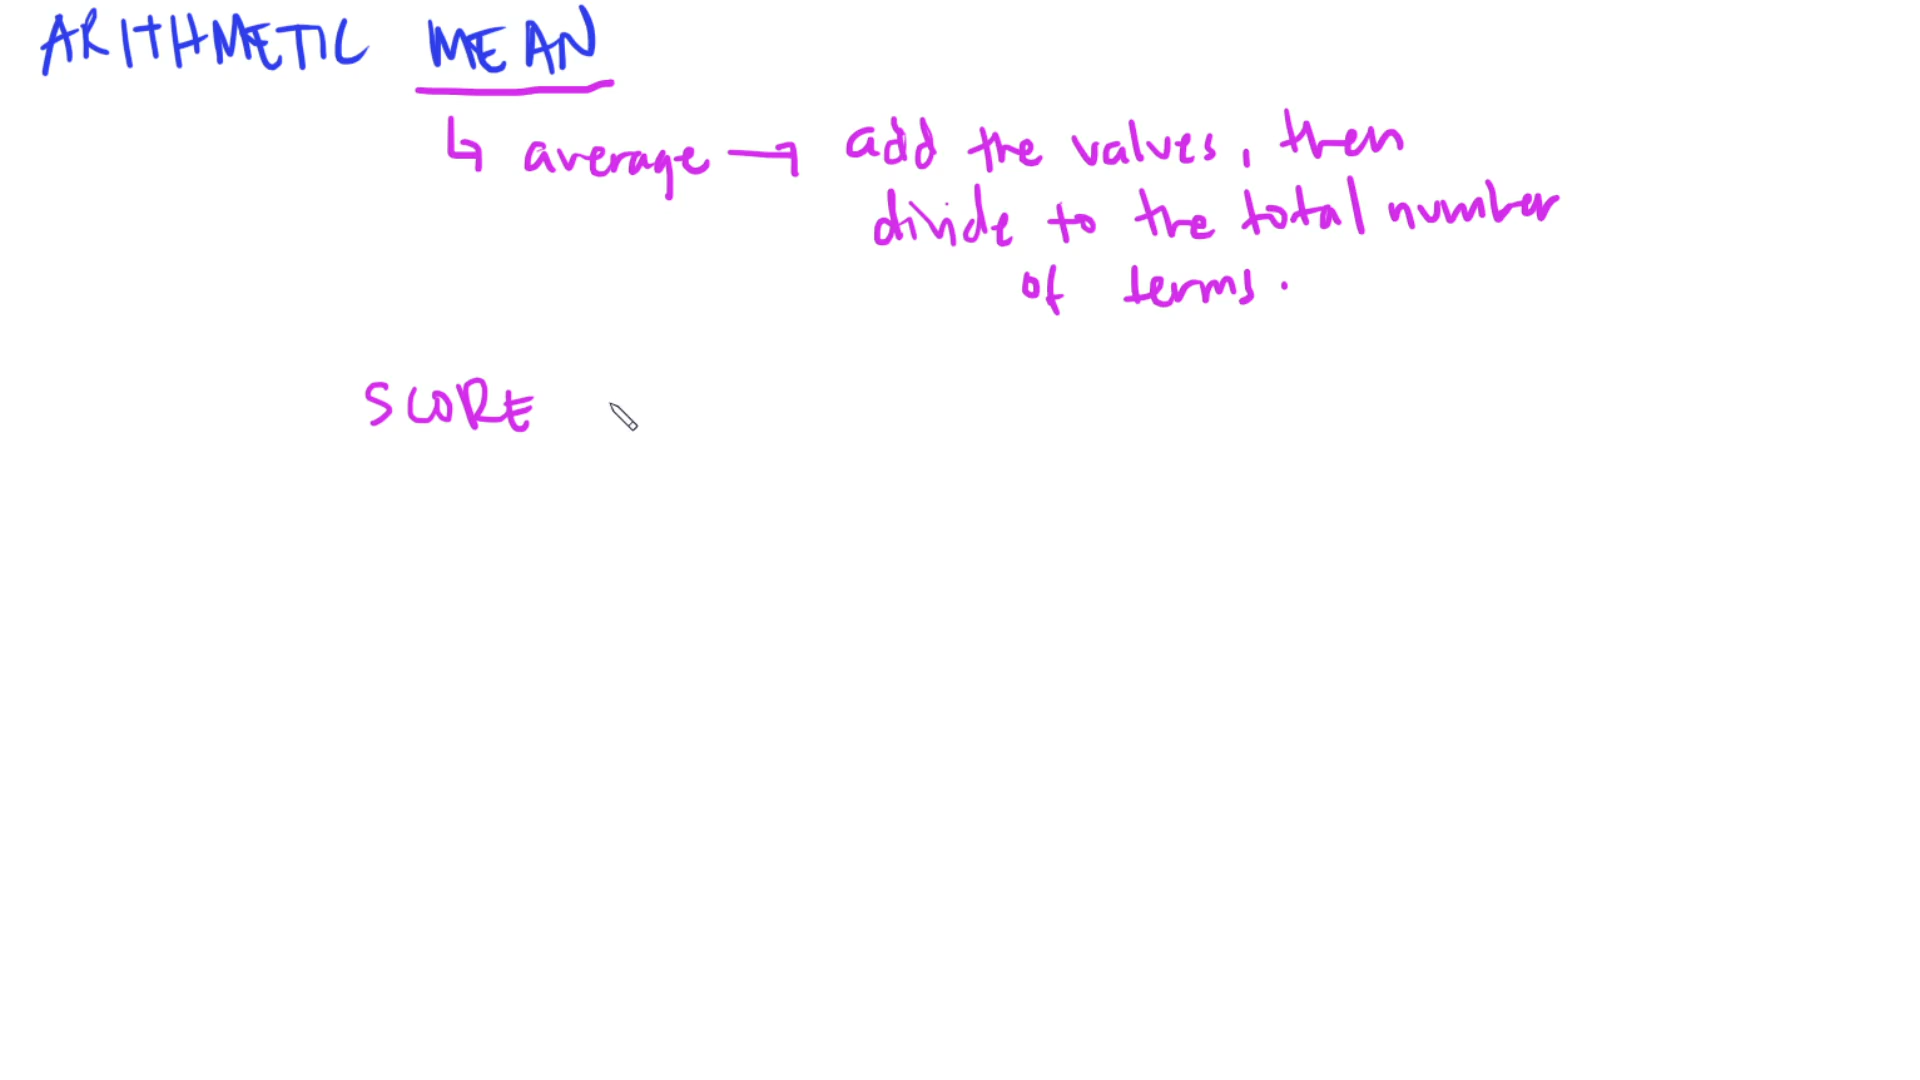 ARITHMETIC MEAN
↳ average → add the values, then
divide to the total number
of terms.
SCORE